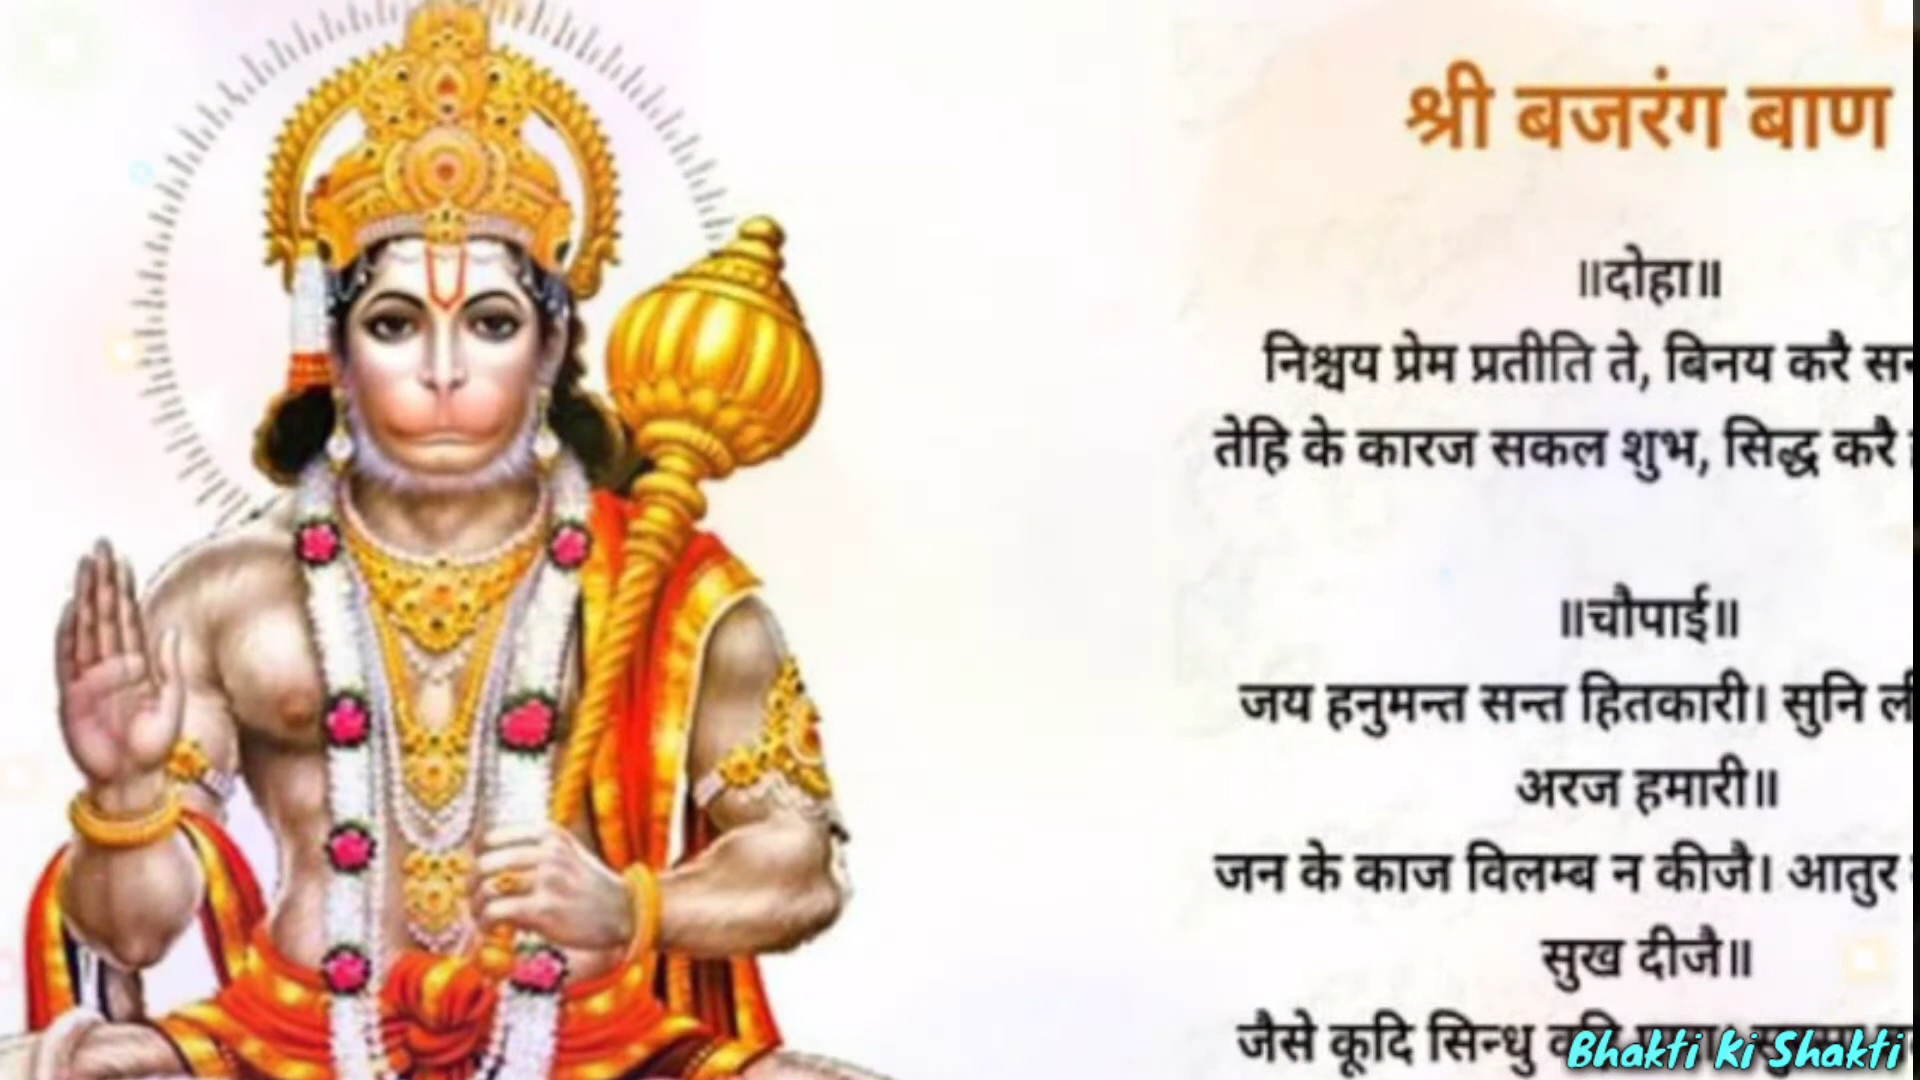 श्री बजरंग बाण
॥दोहा॥
निश्चय प्रेम प्रतीति ते, बिनय करै
तेहि के कारज सकल शुभ, सिद्ध करै
॥चौपाई॥
जय हनुमन्त सन्त हितकारी। सुनि
अरज हमारी॥
जन के काज विलम्ब न कीजै। आतुर
सुख दीजै॥
जैसे कूदि सिन्धु
Bhakti Ki Shakti